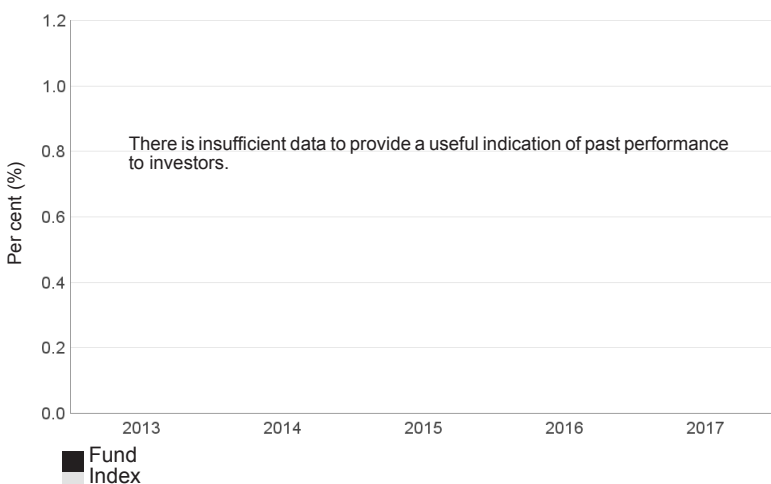 1.2
1.0
There is insufficient data to provide a useful indication of past performance
0.8
to investors.
Per cent (%)
0.6
0.4
0.2
0.0
2013 2014 2015 2016 2017
Fund
Index